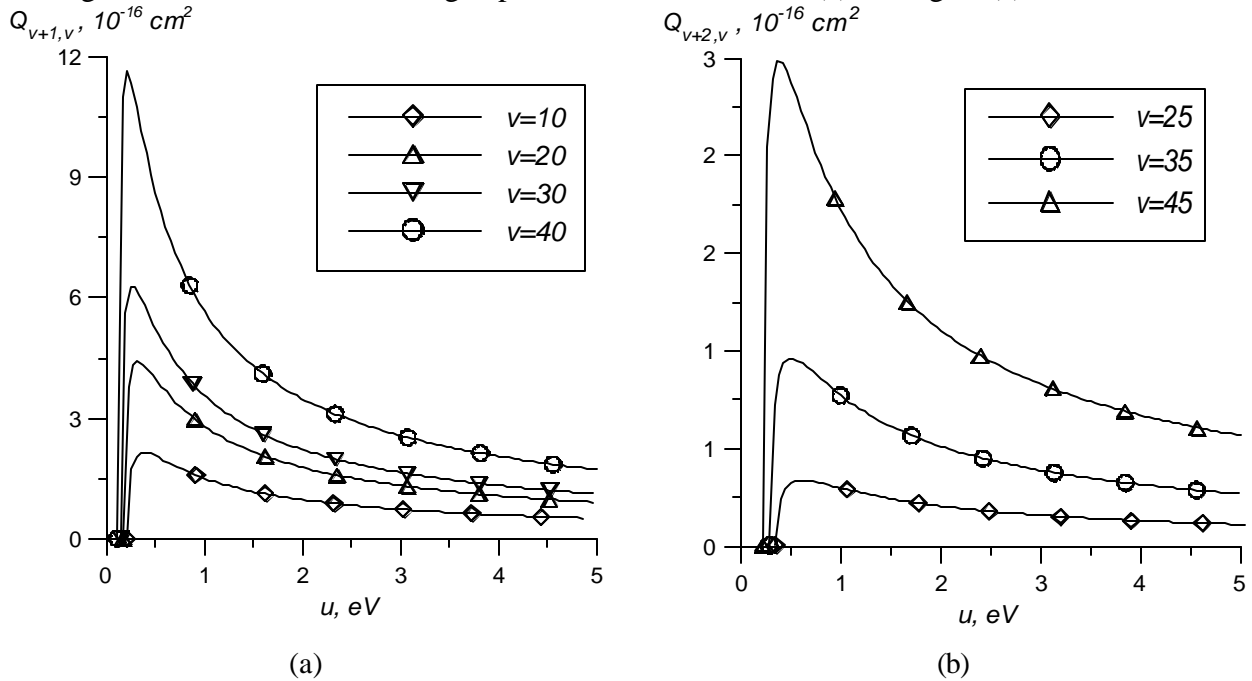 Q_{v+1,v} , 10^{-16} cm^2
12
9
6
3
0
0 1 2 3 4 5
u, eV
v=10
v=20
v=30
v=40
(a)
Q_{v+2,v} , 10^{-16} cm^2
3
2
2
1
1
0
0 1 2 3 4 5
u, eV
v=25
v=35
v=45
(b)